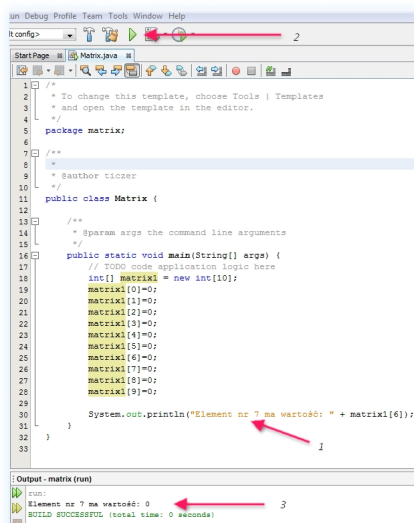 Run Debug Profile Team Tools Window Help
lt config>
2
Start Page Matrix.java
1 /*
2 * To change this template, choose Tools | Templates
3 * and open the template in the editor.
4 */
5 package matrix;
6
7 /**
8 *
9 * @author ticzer
10 */
11 public class Matrix {
12
13 /**
14 * @param args the command line arguments
15 */
16 public static void main(String[] args) {
17 // TODO code application logic here
18 int[] matrix1 = new int[10];
19 matrix1[0]=0;
20 matrix1[1]=0;
21 matrix1[2]=0;
22 matrix1[3]=0;
23 matrix1[4]=0;
24 matrix1[5]=0;
25 matrix1[6]=0;
26 matrix1[7]=0;
27 matrix1[8]=0;
28 matrix1[9]=0;
29
30 System.out.println("Element nr 7 ma wartość: " + matrix1[6]);
31 }
1
32 }
33
Output - matrix (run)
run:
Element nr 7 ma wartość: 0
3
BUILD SUCCESSFUL (total time: 0 seconds)